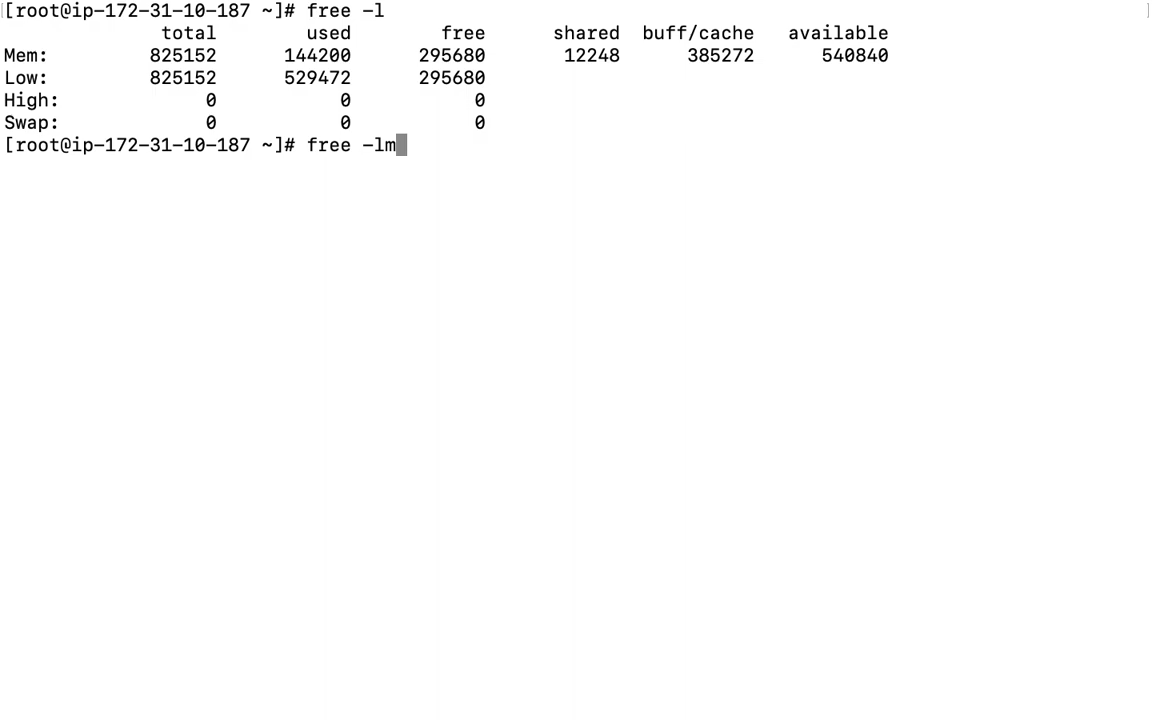 [root@ip-172-31-10-187 ~]# free -l
total used free shared buff/cache available
Mem: 825152 144200 295680 12248 385272 540840
Low: 825152 529472 295680
High: 0 0 0
Swap: 0 0 0
[root@ip-172-31-10-187 ~]# free -lm